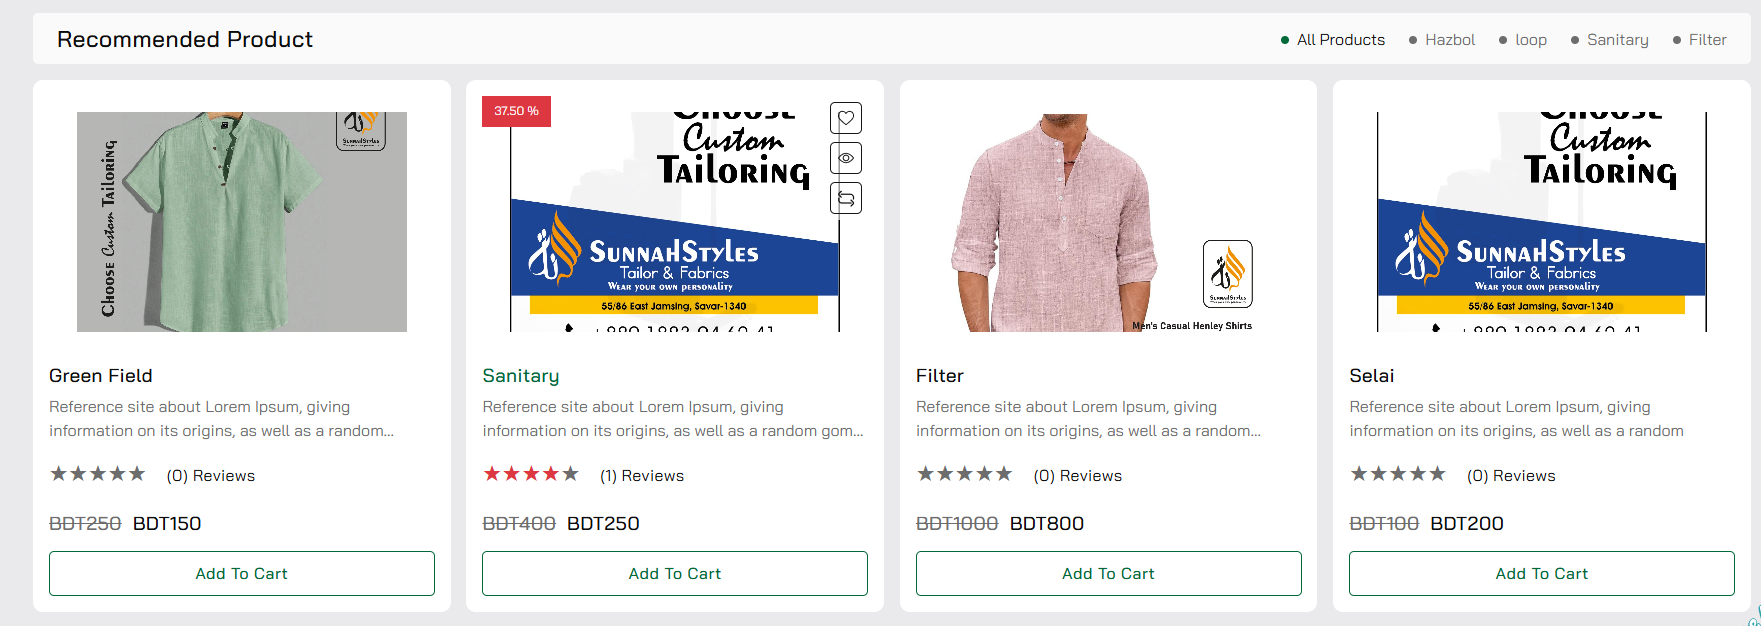 Recommended Product
All Products
Hazbol
loop
Sanitary
Filter
Choose Custom Tailoring
SunnahStyles
Green Field
Reference site about Lorem Ipsum, giving
information on its origins, as well as a random...
★★★★★ (0) Reviews
BDT250 BDT150
Add To Cart
37.50 %
Choose
Custom
Tailoring
SunnahStyles
Tailor & Fabrics
Wear your own personality
55/86 East Jamsing, Savar-1340
Sanitary
Reference site about Lorem Ipsum, giving
information on its origins, as well as a random gom...
★★★★★ (1) Reviews
BDT400 BDT250
Add To Cart
SunnahStyles
Men's Casual Henley Shirts
Filter
Reference site about Lorem Ipsum, giving
information on its origins, as well as a random...
★★★★★ (0) Reviews
BDT1000 BDT800
Add To Cart
Choose
Custom
Tailoring
SunnahStyles
Tailor & Fabrics
Wear your own personality
55/86 East Jamsing, Savar-1340
Selai
Reference site about Lorem Ipsum, giving
information on its origins, as well as a random
★★★★★ (0) Reviews
BDT100 BDT200
Add To Cart